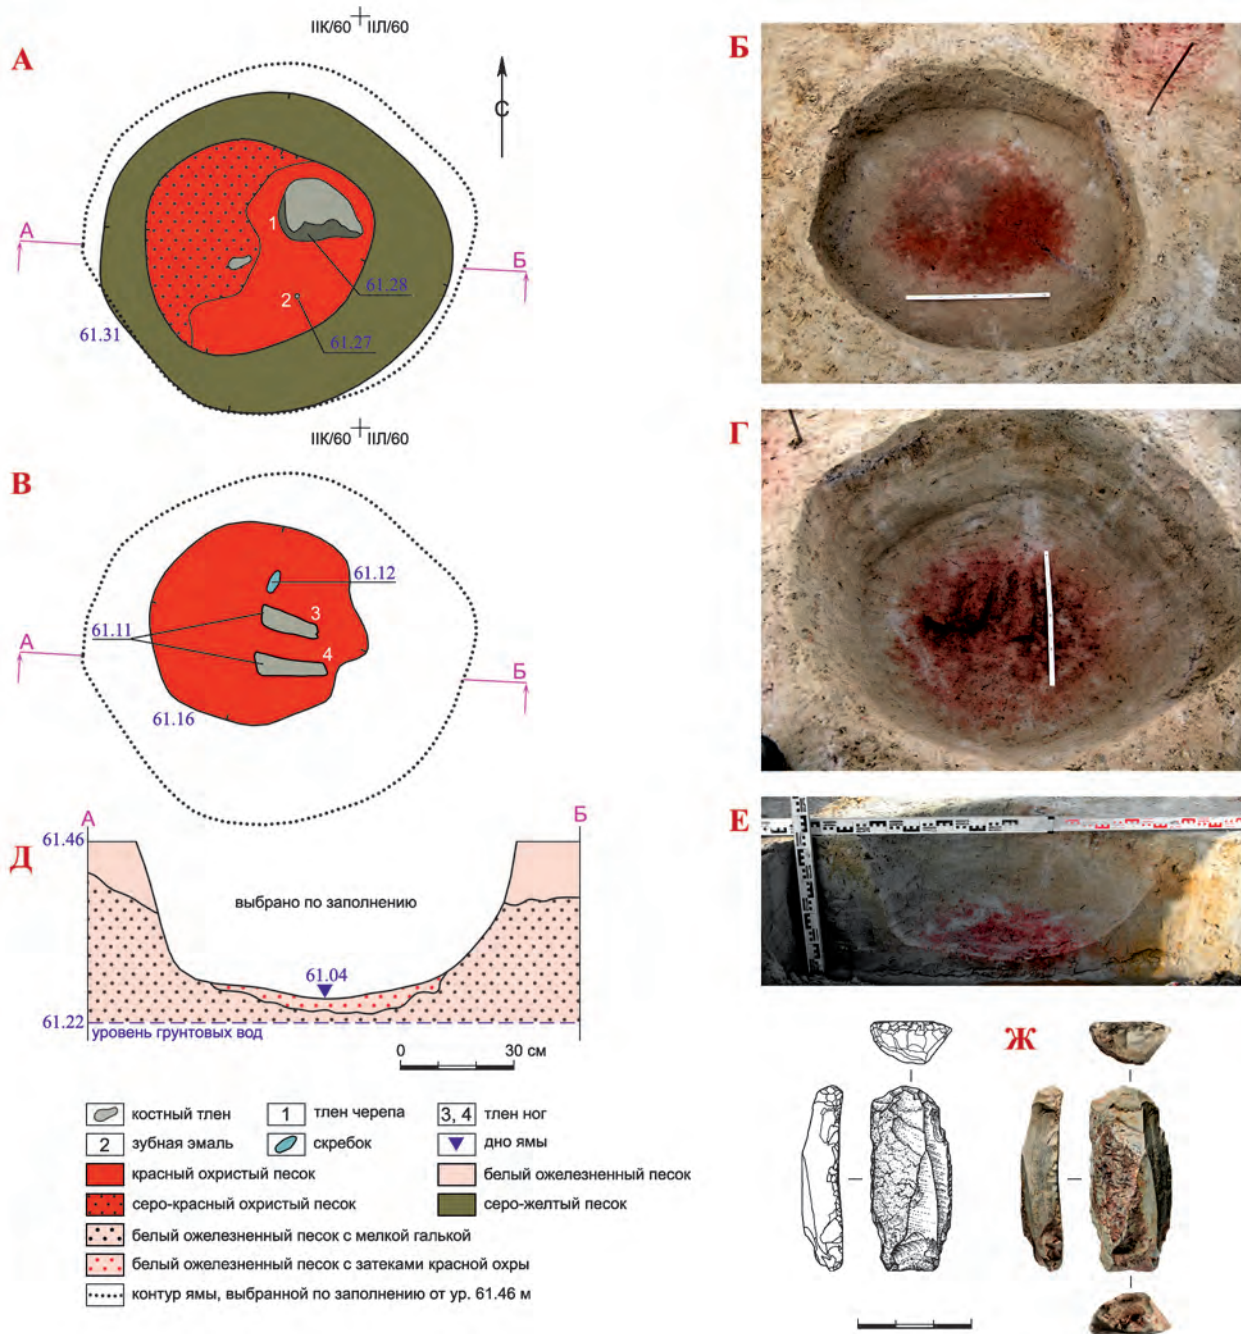 IIК/60 IIЛ/60
А
Б
С
А
1
Б
61.28
2
61.31
61.27
IIК/60 IIЛ/60
В
Г
61.12
3
61.11
А
4
Б
61.16
А
Б
Е
61.46
Д
выбрано по заполнению
61.04
61.22
уровень грунтовых вод
0 30 см
Ж
костный тлен
1 тлен черепа
3, 4 тлен ног
2 зубная эмаль
скребок
дно ямы
красный охристый песок
белый ожелезненный песок
серо-красный охристый песок
серо-желтый песок
белый ожелезненный песок с мелкой галькой
белый ожелезненный песок с затеками красной охры
контур ямы, выбранной по заполнению от ур. 61.46 м